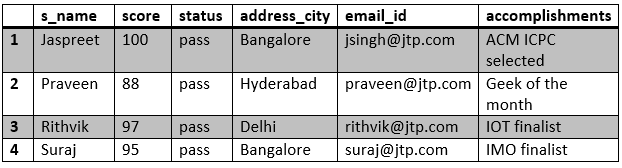 s_name score status address_city email_id accomplishments
1 Jaspreet 100 pass Bangalore jsingh@jtp.com ACM ICPC
selected
2 Praveen 88 pass Hyderabad praveen@jtp.com Geek of the
month
3 Rithvik 97 pass Delhi rithvik@jtp.com IOT finalist
4 Suraj 95 pass Bangalore suraj@jtp.com IMO finalist